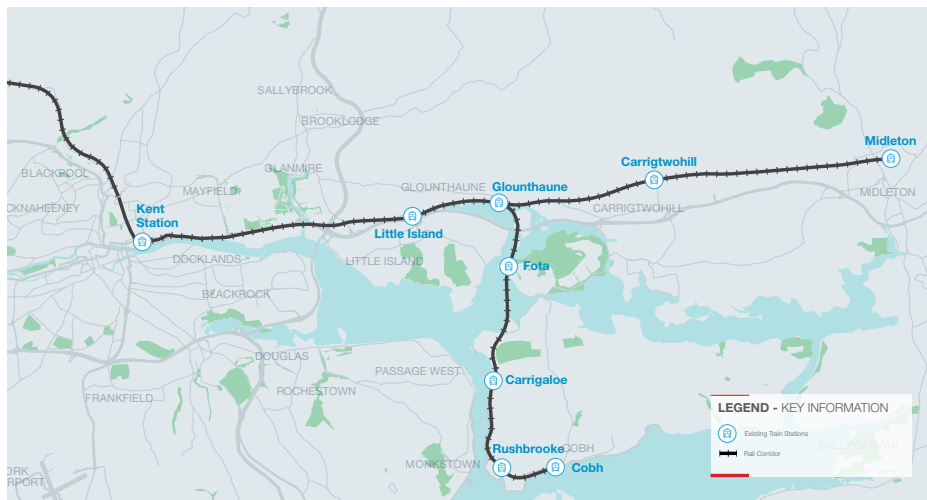 SALLYBROOK
BROOKLODGE
Midleton
Carrigtwohill
BLACKPOOL
GLANMIRE
MAYFIELD
GLOUNTHAUNE
Glounthaune
MIDLETON
CKNAHEENEY
Kent
Station
CARRIGTWOHILL
Little Island
DOCKLANDS
LITTLE ISLAND
Fota
BLACKROCK
DOUGLAS
PASSAGE WEST
Carrigaloe
ROCHESTOWN
FRANKFIELD
LEGEND - KEY INFORMATION
Existing Train Stations
Rail Corridor
BALLYGARVAN
Rushbrooke
COBH
MONKSTOWN
Cobh
ORK
RPORT